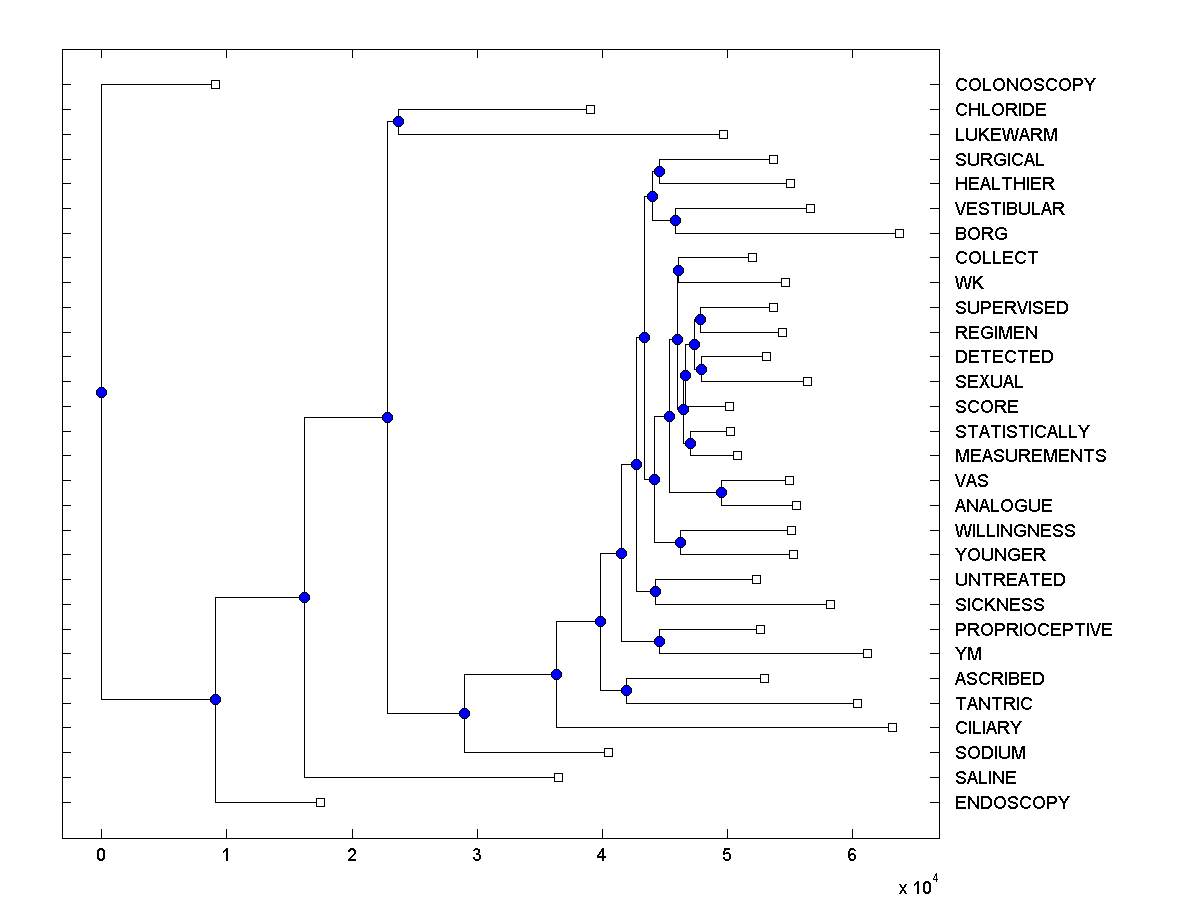 COLONOSCOPY
CHLORIDE
LUKEWARM
SURGICAL
HEALTHIER
VESTIBULAR
BORG
COLLECT
WK
SUPERVISED
REGIMEN
DETECTED
SEXUAL
SCORE
STATISTICALLY
MEASUREMENTS
VAS
ANALOGUE
WILLINGNESS
YOUNGER
UNTREATED
SICKNESS
PROPRIOCEPTIVE
YM
ASCRIBED
TANTRIC
CILIARY
SODIUM
SALINE
ENDOSCOPY
0 1 2 3 4 5 6
x 10^4